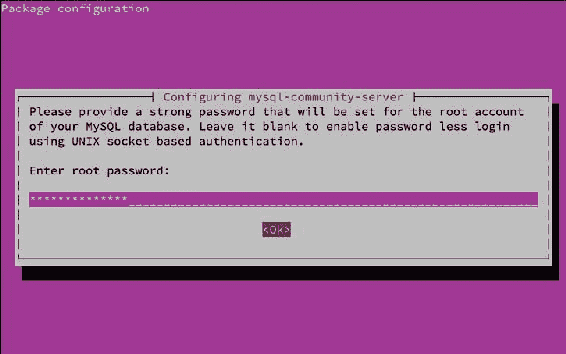 Package configuration
Configuring mysql-community-server
Please provide a strong password that will be set for the root account
of your MySQL database. Leave it blank to enable password less login
using UNIX socket based authentication.
Enter root password:
**************
<Ok>